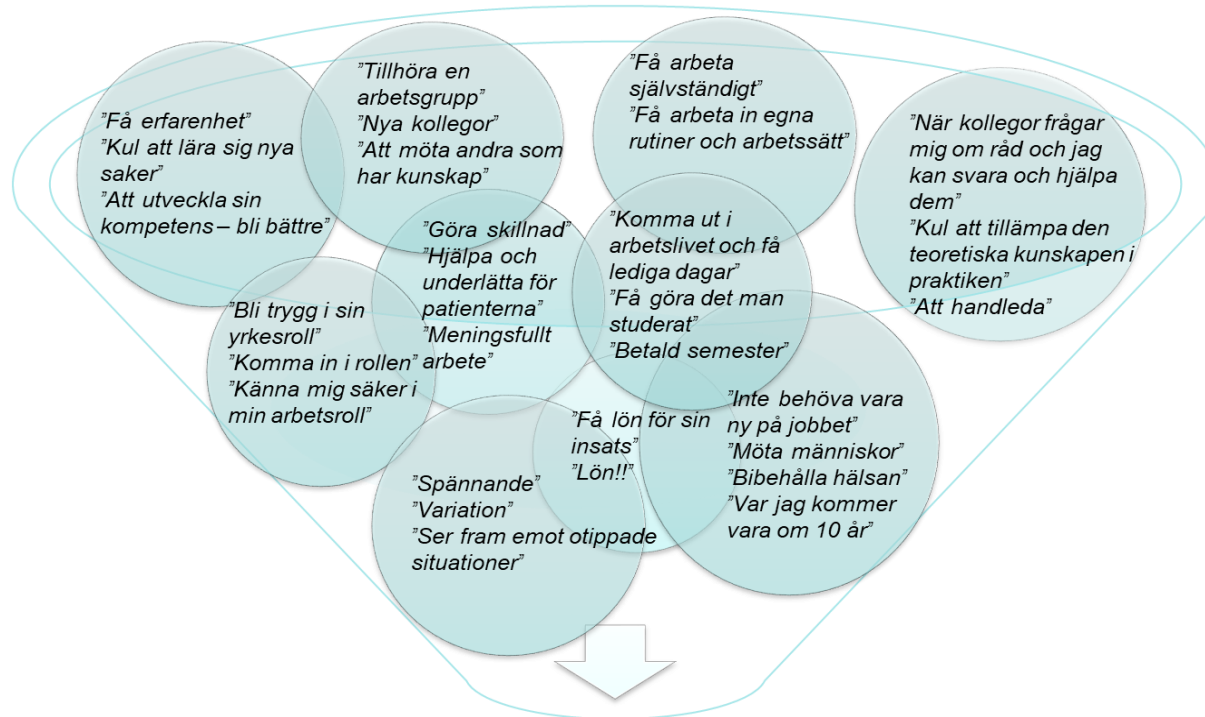 ”Få erfarenhet”
”Kul att lära sig nya
saker”
”Att utveckla sin
kompetens – bli bättre”
”Tillhöra en
arbetsgrupp”
”Nya kollegor”
”Att möta andra som
har kunskap”
”Få arbeta
självständigt”
”Få arbeta in egna
rutiner och arbetssätt”
”När kollegor frågar
mig om råd och jag
kan svara och hjälpa
dem”
”Kul att tillämpa den
teoretiska kunskapen i
praktiken”
”Att handleda”
”Göra skillnad”
”Hjälpa och
underlätta för
patienterna”
”Meningsfullt
arbete”
”Komma ut i
arbetslivet och få
lediga dagar”
”Få göra det man
studerat”
”Betald semester”
”Bli trygg i sin
yrkesroll”
”Komma in i rollen”
”Känna mig säker i
min arbetsroll”
”Få lön för sin
insats”
”Lön!!”
”Inte behöva vara
ny på jobbet”
”Möta människor”
”Bibehålla hälsan”
”Var jag kommer
vara om 10 år”
”Spännande”
”Variation”
”Ser fram emot otippade
situationer”